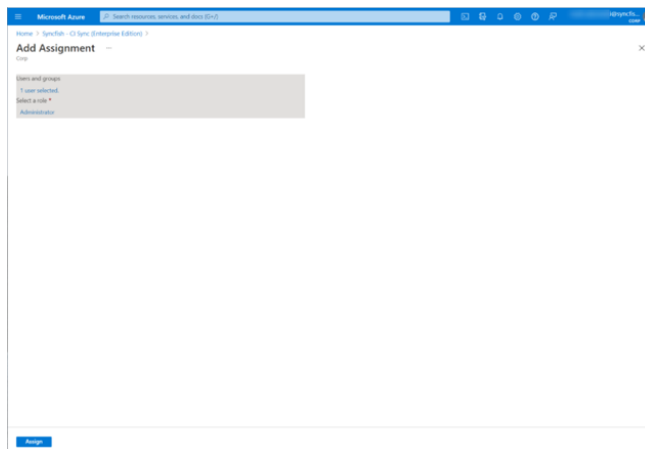 Microsoft Azure
Search resources, services, and docs (G+/)
Home > Syncfish - CI Sync (Enterprise Edition) >
Add Assignment ...
Corp
Users and groups
1 user selected.
Select a role *
Administrator
Assign